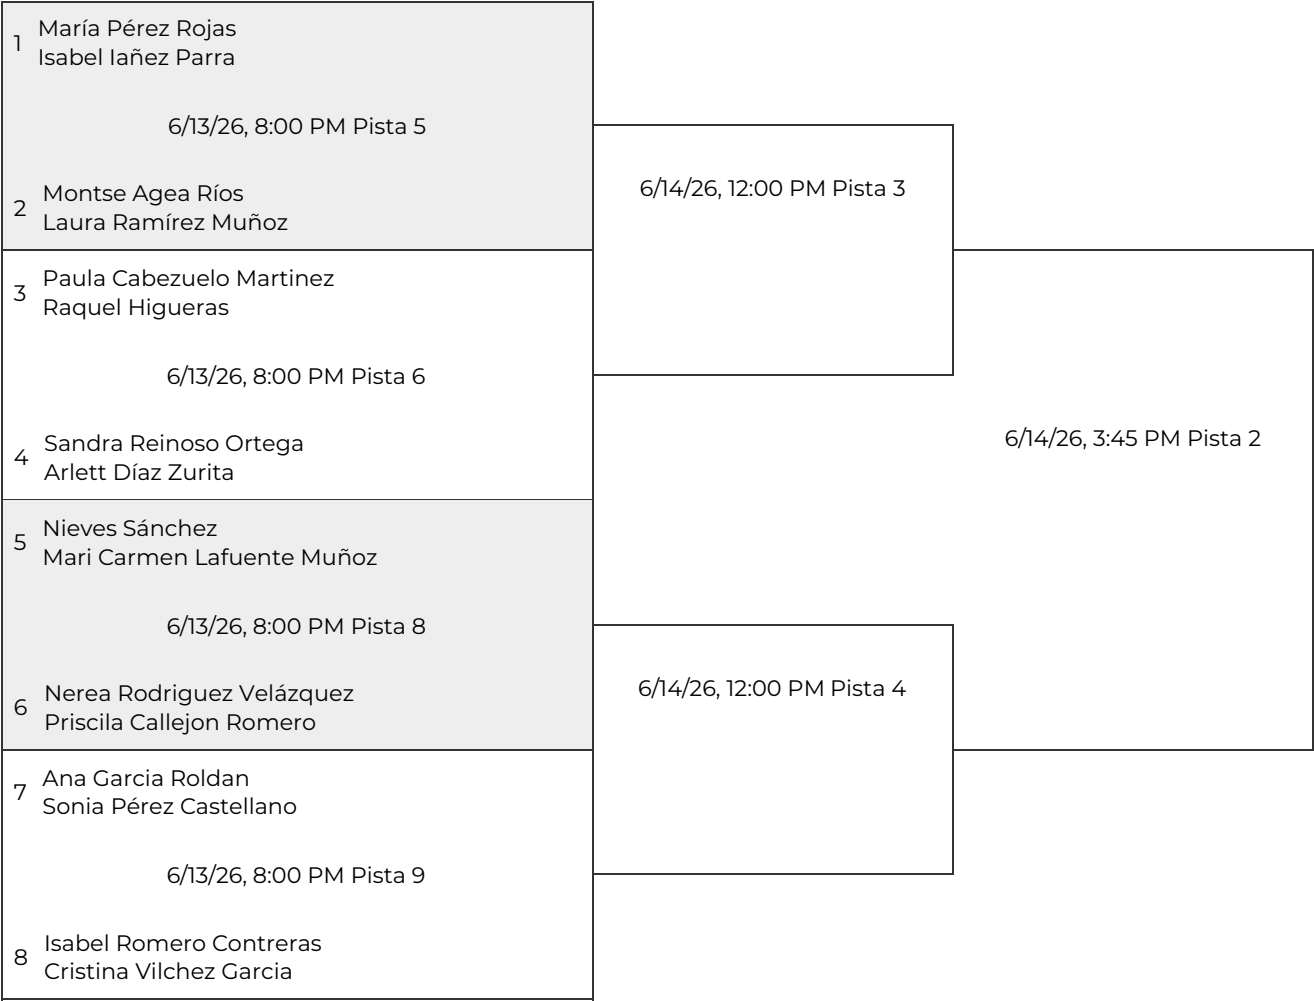 1
María Pérez Rojas
Isabel Iañez Parra
6/13/26, 8:00 PM Pista 5
2
Montse Agea Ríos
Laura Ramírez Muñoz
3
Paula Cabezuelo Martinez
Raquel Higueras
6/13/26, 8:00 PM Pista 6
4
Sandra Reinoso Ortega
Arlett Díaz Zurita
5
Nieves Sánchez
Mari Carmen Lafuente Muñoz
6/13/26, 8:00 PM Pista 8
6
Nerea Rodriguez Velázquez
Priscila Callejon Romero
7
Ana Garcia Roldan
Sonia Pérez Castellano
6/13/26, 8:00 PM Pista 9
8
Isabel Romero Contreras
Cristina Vilchez Garcia
6/14/26, 12:00 PM Pista 3
6/14/26, 12:00 PM Pista 4
6/14/26, 3:45 PM Pista 2